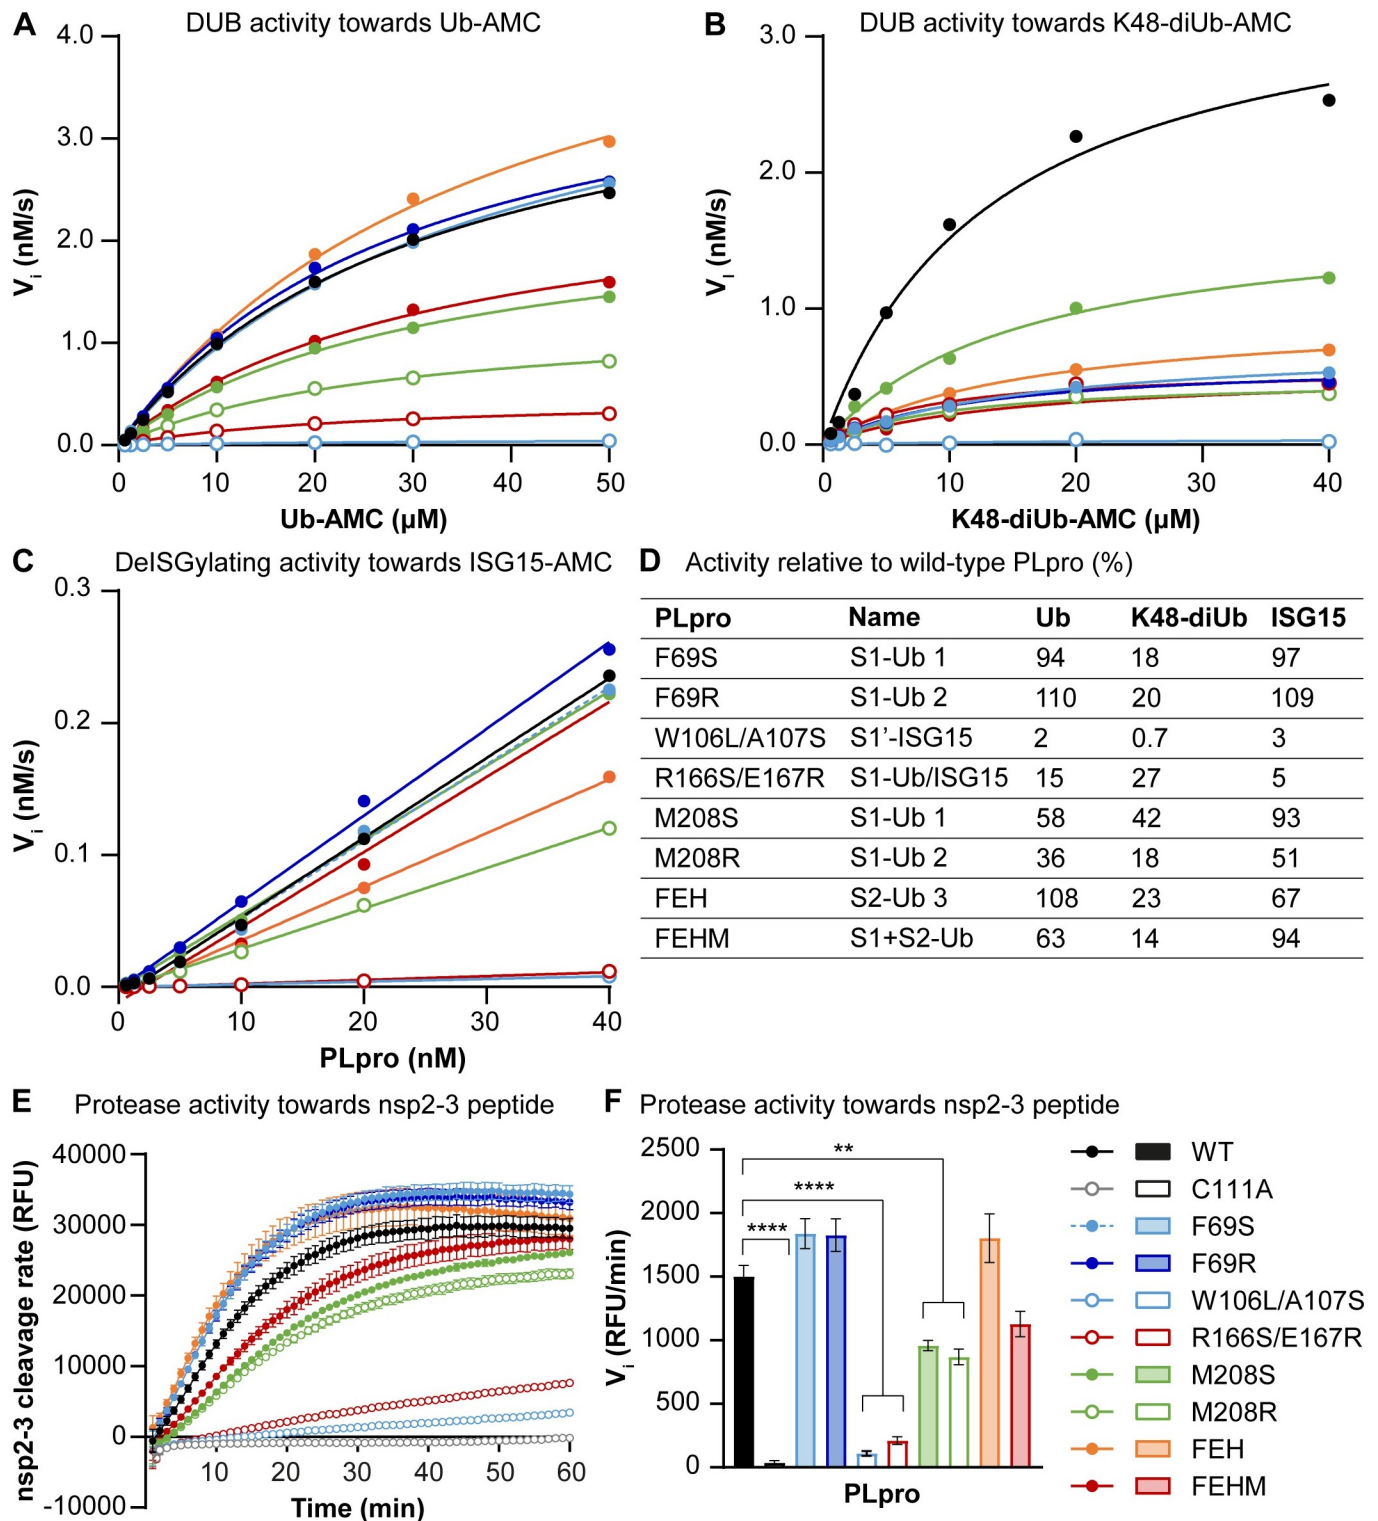 A DUB activity towards Ub-AMC
4.0
3.0
2.0
1.0
0.0
V i (nM/s)
0 10 20 30 40 50
Ub-AMC (µM)
B DUB activity towards K48-diUb-AMC
3.0
2.0
1.0
0.0
V I (nM/s)
0 10 20 30 40
K48-diUb-AMC (µM)
C DeISGylating activity towards ISG15-AMC
0.3
0.2
0.1
0.0
V i (nM/s)
0 10 20 30 40
PLpro (nM)
D Activity relative to wild-type PLpro (%)
PLpro Name Ub K48-diUb ISG15
F69S S1-Ub 1 94 18 97
F69R S1-Ub 2 110 20 109
W106L/A107S S1’-ISG15 2 0.7 3
R166S/E167R S1-Ub/ISG15 15 27 5
M208S S1-Ub 1 58 42 93
M208R S1-Ub 2 36 18 51
FEH S2-Ub 3 108 23 67
FEHM S1+S2-Ub 63 14 94
E Protease activity towards nsp2-3 peptide
40000
30000
20000
10000
0
-10000
nsp2-3 cleavage rate (RFU)
10 20 30 40 50 60
Time (min)
F Protease activity towards nsp2-3 peptide
2500
2000
1500
1000
500
0
V i (RFU/min)
**
****
****
PLpro
WT
C111A
F69S
F69R
W106L/A107S
R166S/E167R
M208S
M208R
FEH
FEHM